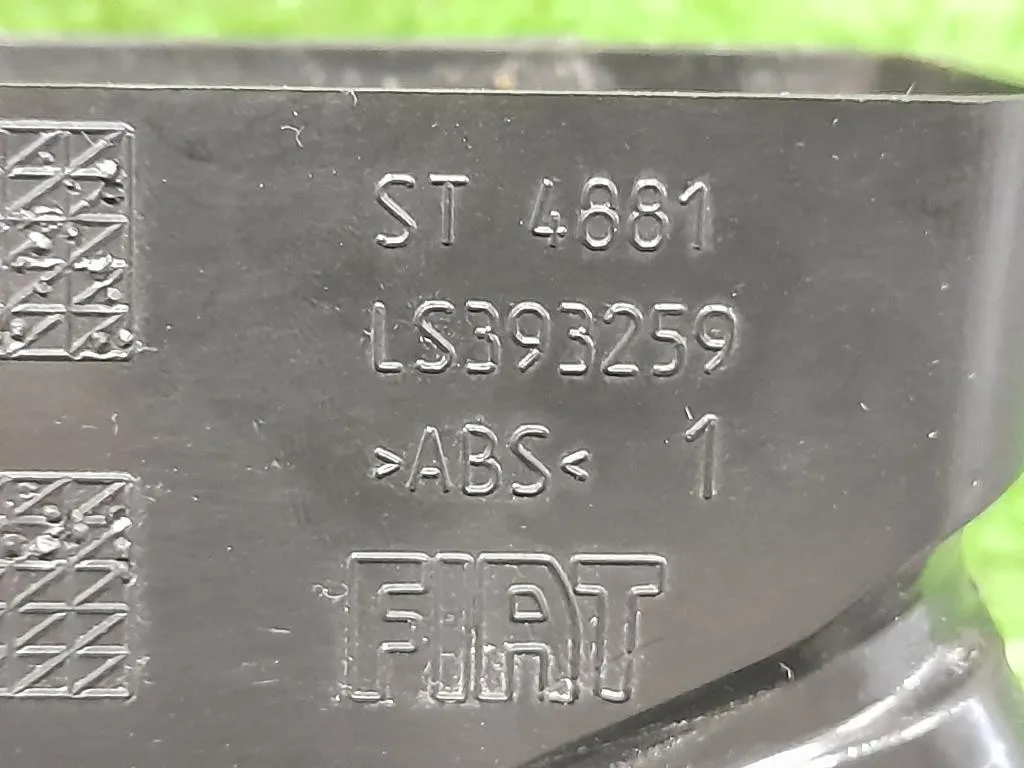 ST 4881
LS393259
>ABS< 1
FIAT